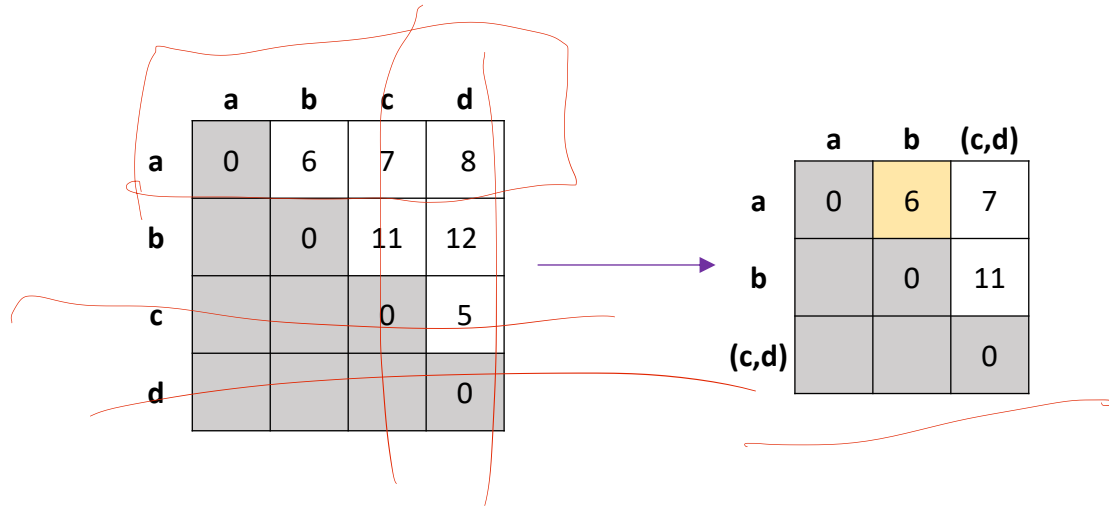 a b c d
a 0 6 7 8
b 0 11 12
c 0 5
d 0
a b (c,d)
a 0 6 7
b 0 11
(c,d) 0